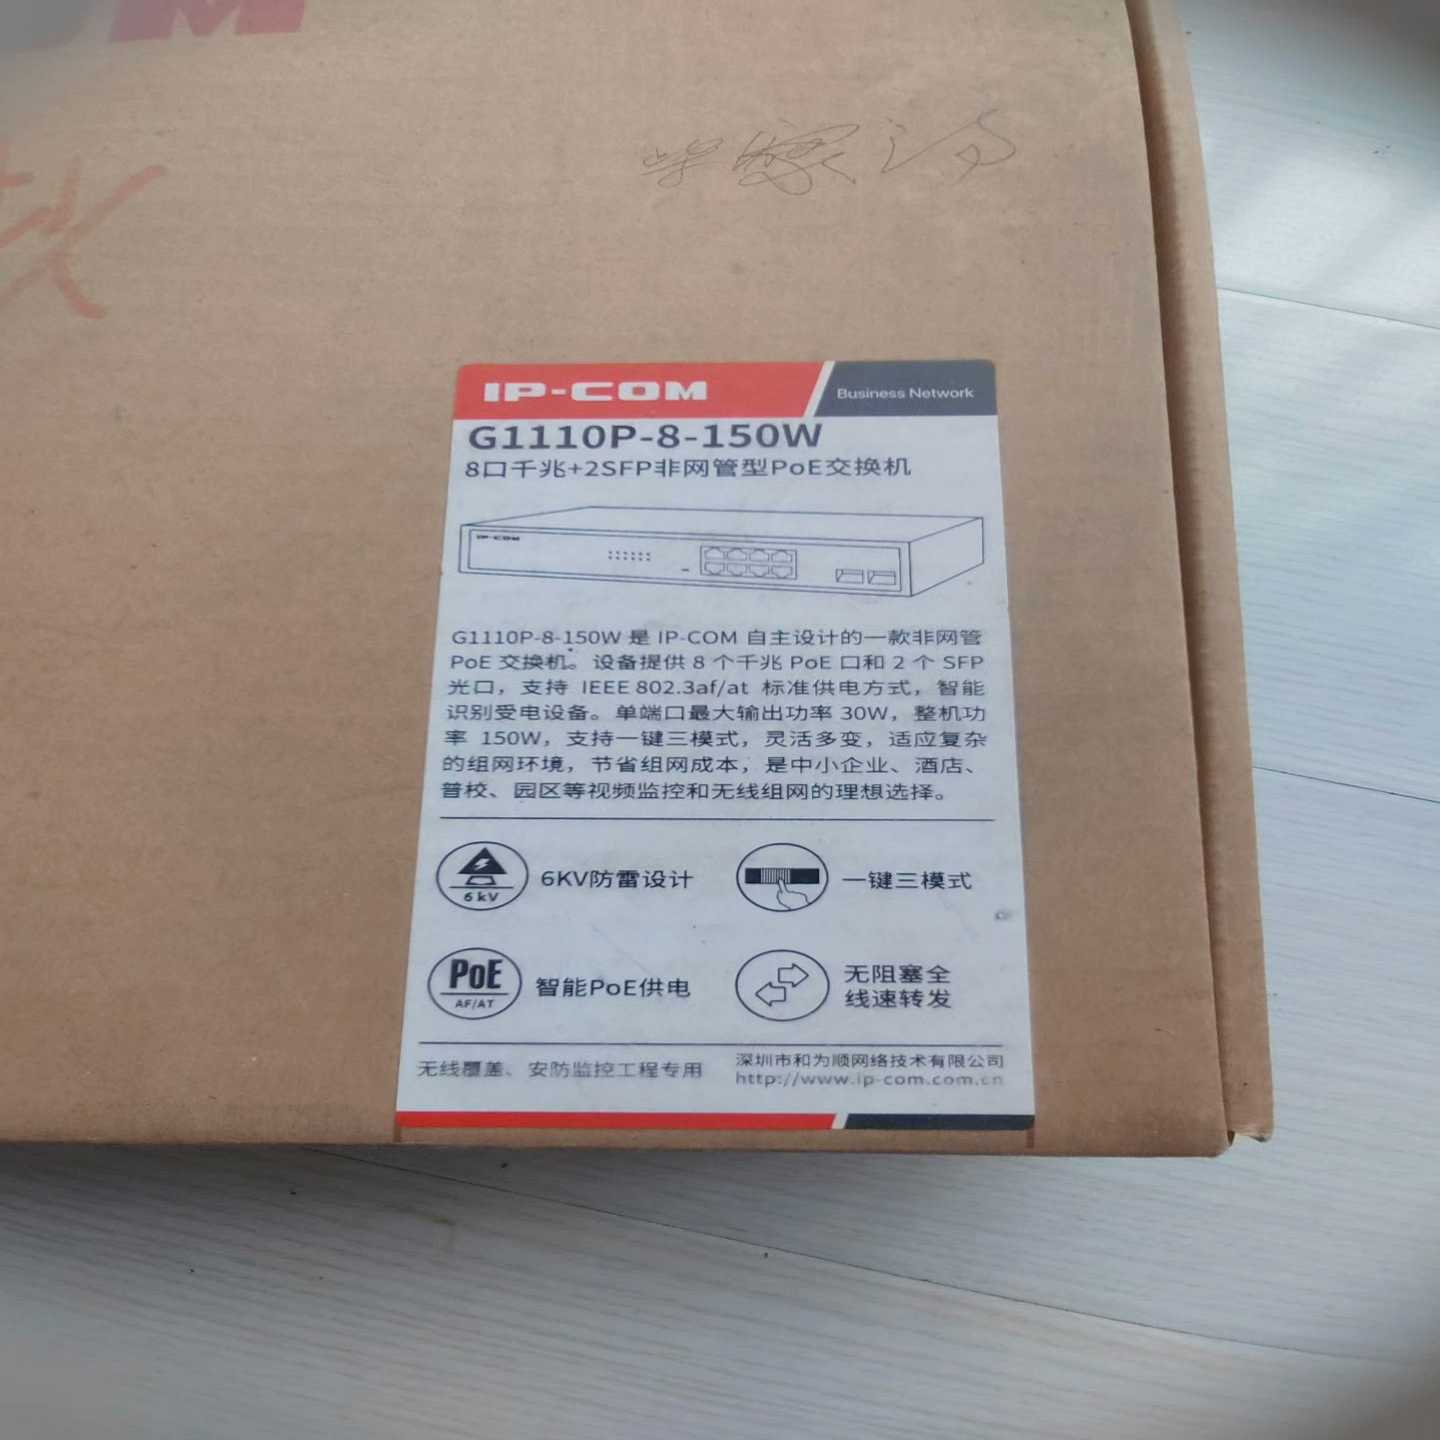 IP-COM
Business Network
G1110P-8-150W
8口千兆+2SFP非网管型PoE交换机
IP-COM
G1110P-8-150W 是 IP-COM 自主设计的一款非网管
PoE 交换机。设备提供 8 个千兆 PoE 口和 2 个 SFP
光口，支持 IEEE 802.3af/at 标准供电方式，智能
识别受电设备。单端口最大输出功率 30W，整机功
率 150W，支持一键三模式，灵活多变，适应复杂
的组网环境，节省组网成本，是中小企业、酒店、
普校、园区等视频监控和无线组网的理想选择。
6 kV
6KV防雷设计
一键三模式
PoE
AF/AT
智能PoE供电
无阻塞全
线速转发
无线覆盖、安防监控工程专用
深圳市和为顺网络技术有限公司
http://www.ip-com.com.cn